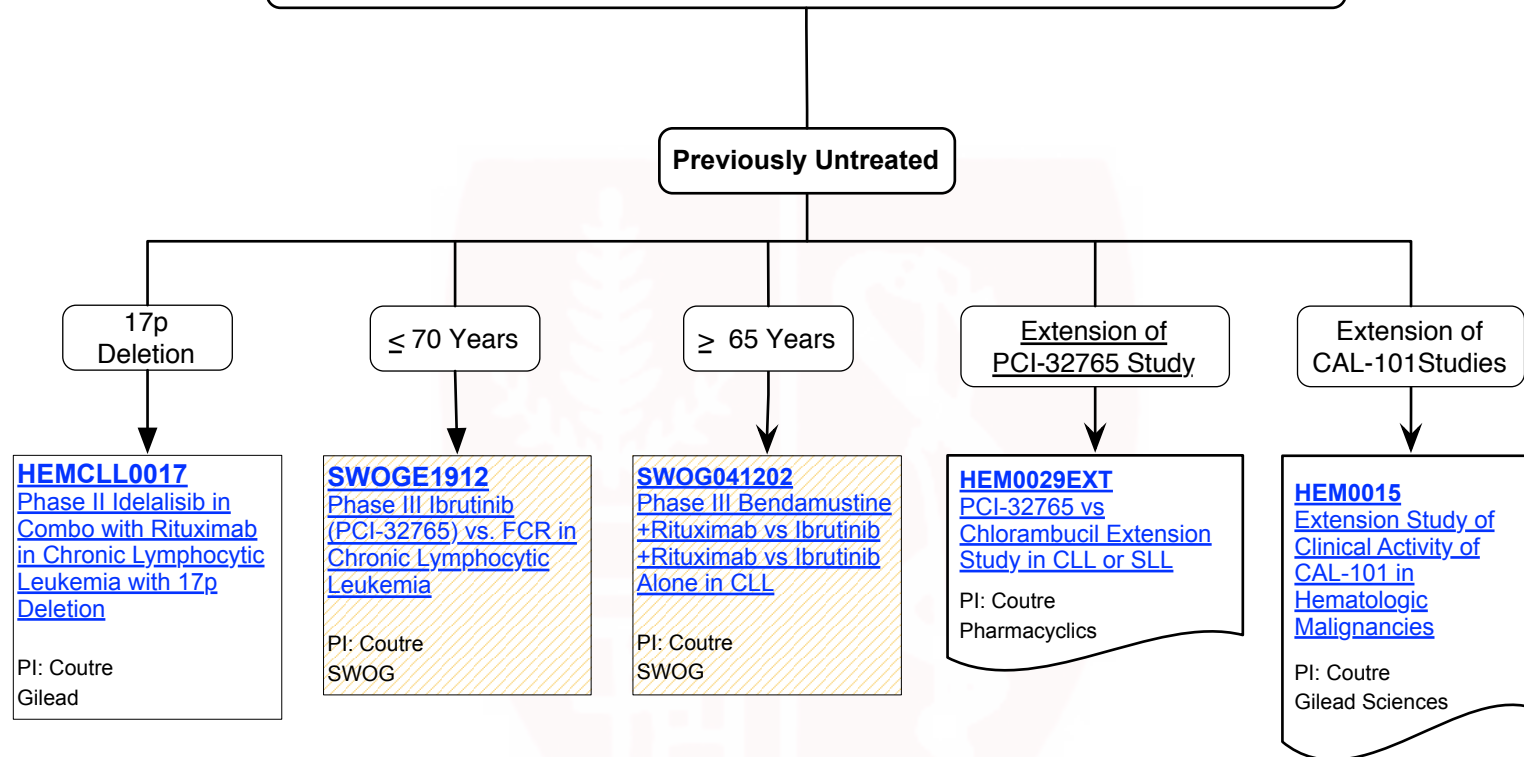 Previously Untreated
17p
Deletion
≤ 70 Years
≥ 65 Years
Extension of
PCI-32765 Study
Extension of
CAL-101Studies
HEMCLL0017
Phase II Idelalisib in
Combo with Rituximab
in Chronic Lymphocytic
Leukemia with 17p
Deletion
PI: Coutre
Gilead
SWOGE1912
Phase III Ibrutinib
(PCI-32765) vs. FCR in
Chronic Lymphocytic
Leukemia
PI: Coutre
SWOG
SWOG041202
Phase III Bendamustine
+Rituximab vs Ibrutinib
+Rituximab vs Ibrutinib
Alone in CLL
PI: Coutre
SWOG
HEM0029EXT
PCI-32765 vs
Chlorambucil Extension
Study in CLL or SLL
PI: Coutre
Pharmacyclics
HEM0015
Extension Study of
Clinical Activity of
CAL-101 in
Hematologic
Malignancies
PI: Coutre
Gilead Sciences